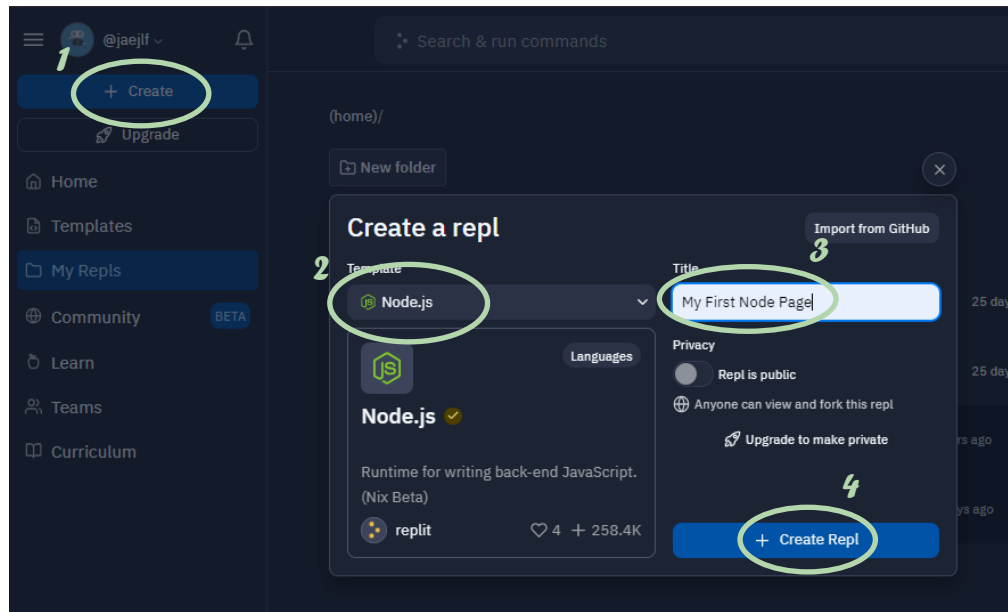 @jaejlf
Search & run commands
1
+ Create
Upgrade
(home)/
New folder
Home
Templates
My Repls
Community
BETA
Learn
Teams
Curriculum
Create a repl
Import from GitHub
2
Template
Node.js
JS
Languages
Node.js
Runtime for writing back-end JavaScript.
(Nix Beta)
replit
4 + 258.4K
3
Title
My First Node Page
Privacy
Repl is public
Anyone can view and fork this repl
Upgrade to make private
4
+ Create Repl
25 day
25 day
rs ago
ys ago